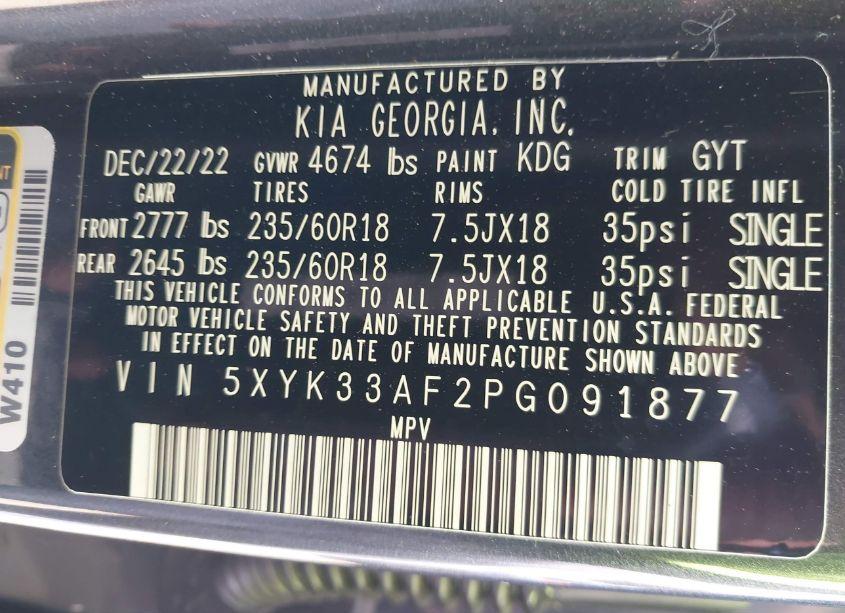 MANUFACTURED BY
KIA GEORGIA, INC.
DEC/22/22 GVWR 4674 lbs PAINT KDG TRIM GYT
GAWR TIRES RIMS COLD TIRE INFL
FRONT 2777 lbs 235/60R18 7.5JX18 35psi SINGLE
REAR 2645 lbs 235/60R18 7.5JX18 35psi SINGLE
THIS VEHICLE CONFORMS TO ALL APPLICABLE U.S.A. FEDERAL
MOTOR VEHICLE SAFETY AND THEFT PREVENTION STANDARDS
IN EFFECT ON THE DATE OF MANUFACTURE SHOWN ABOVE
VIN 5XYK33AF2PG091877
MPV
W410